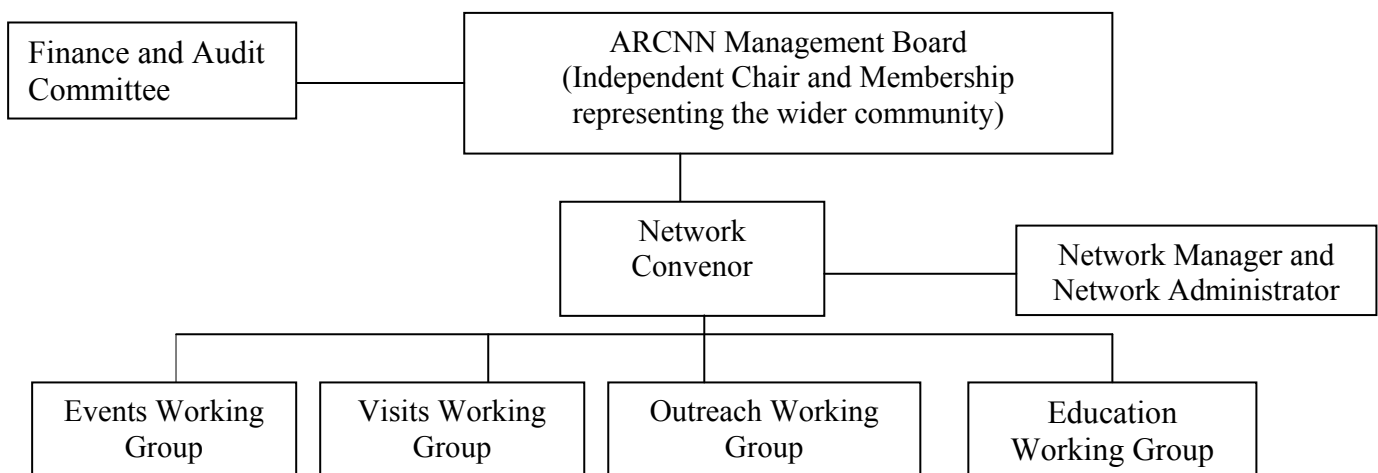 Finance and Audit
Committee
ARCNN Management Board
(Independent Chair and Membership
representing the wider community)
Network
Convenor
Network Manager and
Network Administrator
Events Working
Group
Visits Working
Group
Outreach Working
Group
Education
Working Group